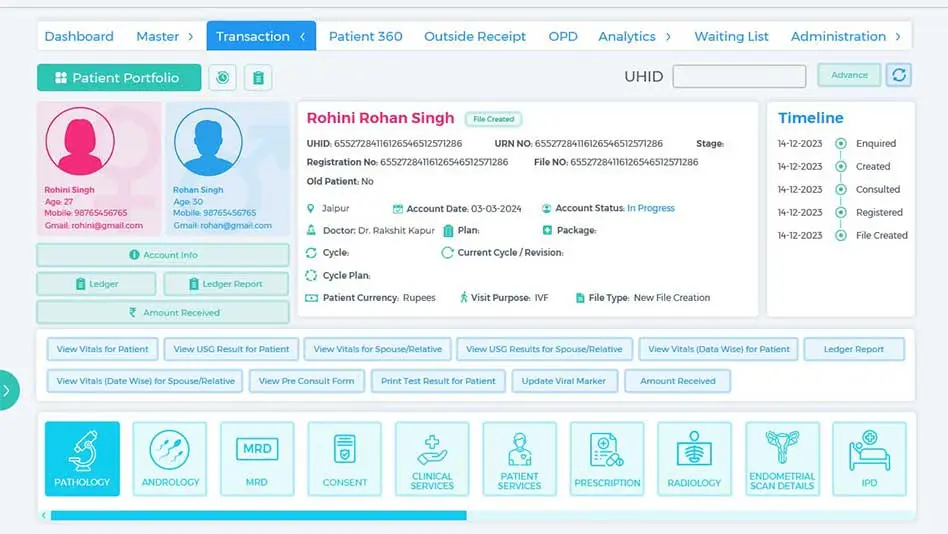 Dashboard Master Transaction Patient 360 Outside Receipt OPD Analytics Waiting List Administration
Patient Portfolio UHID Advance
Rohini Singh
Age: 27
Mobile: 98765456765
Gmail: rohini@gmail.com
Rohan Singh
Age: 30
Mobile: 98765456765
Gmail: rohan@gmail.com
Account Info
Ledger Ledger Report
₹ Amount Received
Rohini Rohan Singh File Created
UHID: 65527284116126546512571286 URN NO: 65527284116126546512571286 Stage:
Registration No: 65527284116126546512571286 File NO: 65527284116126546512571286
Old Patient: No
Jaipur Account Date: 03-03-2024 Account Status: In Progress
Doctor: Dr. Rakshit Kapur Plan: Package:
Cycle: Current Cycle / Revision:
Cycle Plan:
Patient Currency: Rupees Visit Purpose: IVF File Type: New File Creation
Timeline
14-12-2023 Enquired
14-12-2023 Created
14-12-2023 Consulted
14-12-2023 Registered
14-12-2023 File Created
View Vitals for Patient View USG Result for Patient View Vitals for Spouse/Relative View USG Results for Spouse/Relative View Vitals (Data Wise) for Patient Ledger Report
View Vitals (Date Wise) for Spouse/Relative View Pre Consult Form Print Test Result for Patient Update Viral Marker Amount Received
PATHOLOGY
ANDROLOGY
MRD
MRD
CONSENT
CLINICAL
SERVICES
PATIENT
SERVICES
PRESCRIPTION
RADIOLOGY
ENDOMETRIAL
SCAN DETAILS
IPD